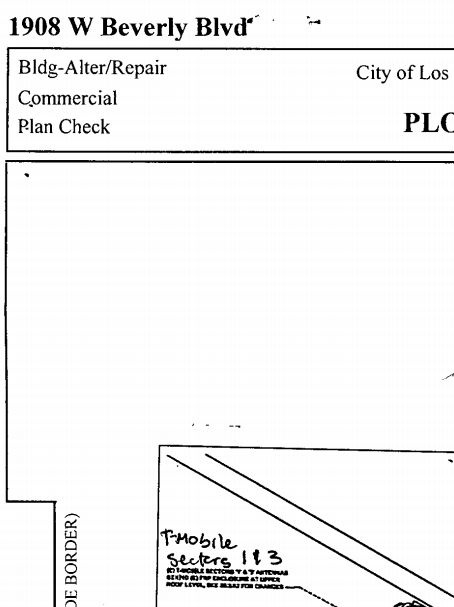 1908 W Beverly Blvd
Bldg-Alter/Repair
City of Los
Commercial
Plan Check
PLO
T-Mobile
Sectors 1 & 3
(E) T-MOBILE SECTORS "1" & "3" ANTENNAS
BEHIND (E) FRP ENCLOSURE AT UPPER
ROOF LEVEL, SEE FOR CHANGES
DE BORDER)